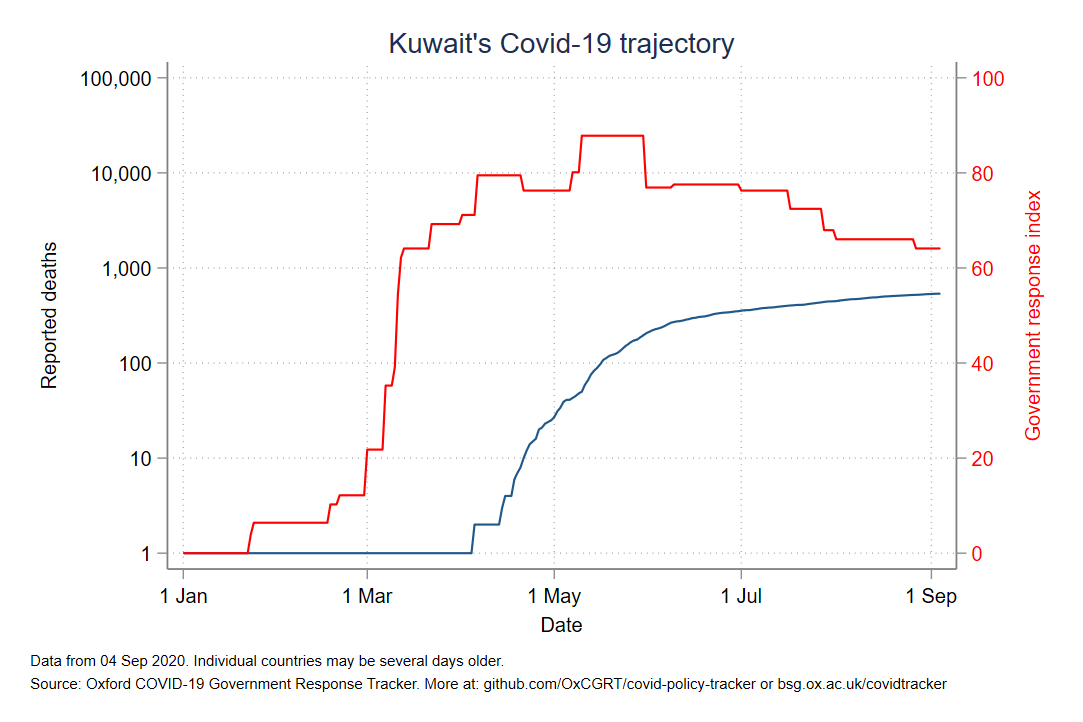 Kuwait's Covid-19 trajectory
100,000
10,000
1,000
100
10
1
Reported deaths
100
80
60
40
20
0
Government response index
1 Jan 1 Mar 1 May 1 Jul 1 Sep
Date
Data from 04 Sep 2020. Individual countries may be several days older.
Source: Oxford COVID-19 Government Response Tracker. More at: github.com/OxCGRT/covid-policy-tracker or bsg.ox.ac.uk/covidtracker